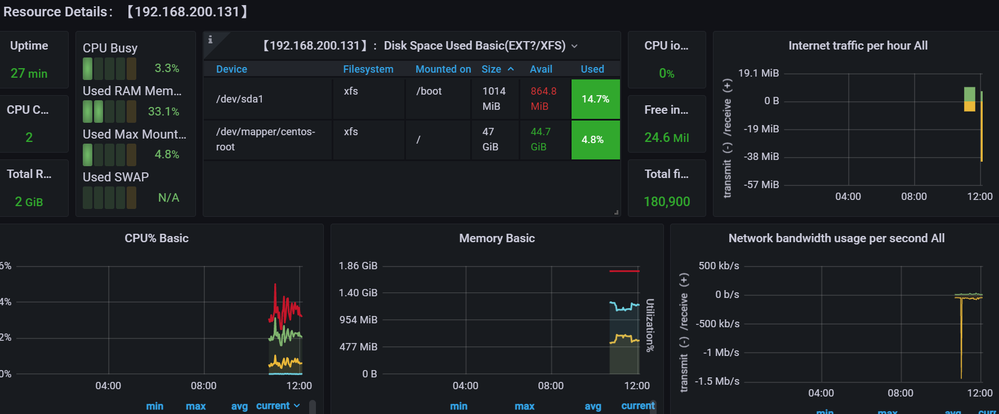 Resource Details: 【192.168.200.131】
Uptime
27 min
CPU C...
2
Total R...
2 GiB
CPU Busy
3.3%
Used RAM Mem...
33.1%
Used Max Mount...
4.8%
Used SWAP
N/A
【192.168.200.131】: Disk Space Used Basic(EXT?/XFS)
Device Filesystem Mounted on Size Avail Used
/dev/sda1 xfs /boot 1014 MiB 864.8 MiB 14.7%
/dev/mapper/centos-root xfs / 47 GiB 44.7 GiB 4.8%
CPU io...
0%
Free in...
24.6 Mil
Total fi...
180,900
Internet traffic per hour All
transmit (-) /receive (+)
19.1 MiB
0 B
-19 MiB
-38 MiB
-57 MiB
04:00 08:00 12:00
CPU% Basic
6%
4%
2%
0%
04:00 08:00 12:00
min max avg current
Memory Basic
1.86 GiB
1.40 GiB
954 MiB
477 MiB
0 B
Utilization%
04:00 08:00 12:00
min max avg current
Network bandwidth usage per second All
transmit (-) /receive (+)
500 kb/s
0 b/s
-500 kb/s
-1 Mb/s
-1.5 Mb/s
04:00 08:00 12:00
min max avg curr